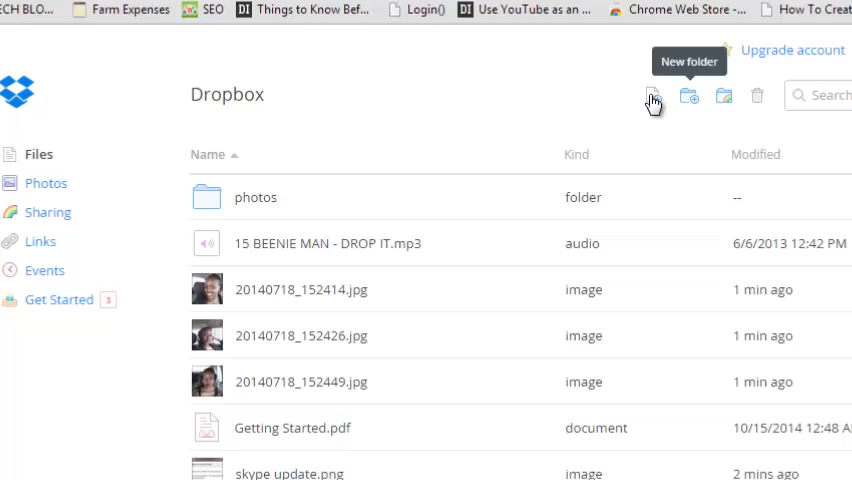 ECH BLO... Farm Expenses SEO DI Things to Know Bef... Login() DI Use YouTube as an ... Chrome Web Store -... How To Creat
Upgrade account
New folder
Dropbox
Search
Files
Photos
Sharing
Links
Events
Get Started 3
Name Kind Modified
photos folder --
15 BEENIE MAN - DROP IT.mp3 audio 6/6/2013 12:42 PM
20140718_152414.jpg image 1 min ago
20140718_152426.jpg image 1 min ago
20140718_152449.jpg image 1 min ago
Getting Started.pdf document 10/15/2014 12:48 A
skype update.png image 2 mins ago